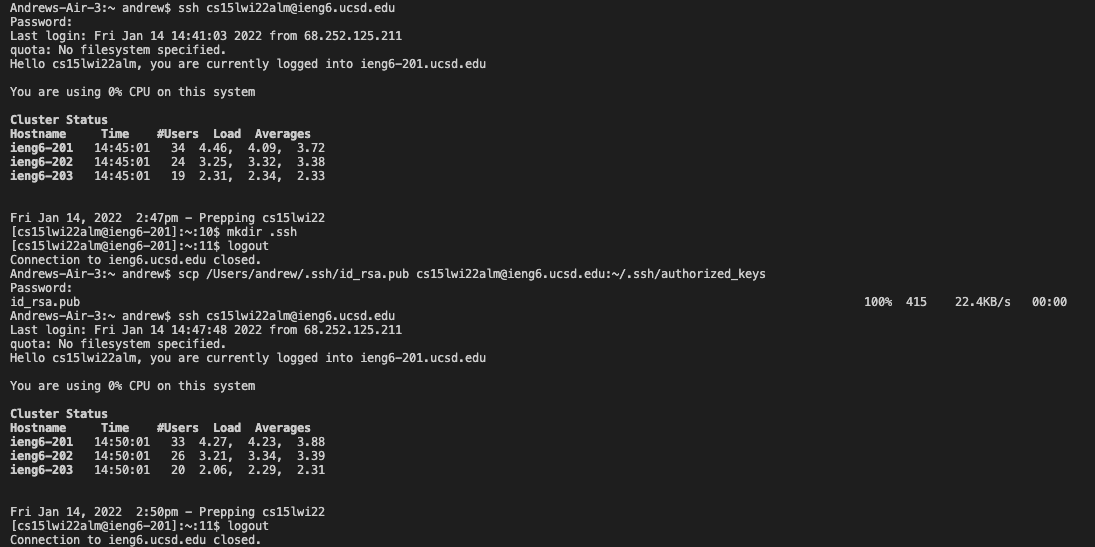 Andrews-Air-3:~ andrew$ ssh cs15lwi22alm@ieng6.ucsd.edu
Password:
Last login: Fri Jan 14 14:41:03 2022 from 68.252.125.211
quota: No filesystem specified.
Hello cs15lwi22alm, you are currently logged into ieng6-201.ucsd.edu
You are using 0% CPU on this system
Cluster Status
Hostname     Time    #Users  Load  Averages
ieng6-201   14:45:01   34  4.46,  4.09,  3.72
ieng6-202   14:45:01   24  3.25,  3.32,  3.38
ieng6-203   14:45:01   19  2.31,  2.34,  2.33
Fri Jan 14, 2022  2:47pm - Prepping cs15lwi22
[cs15lwi22alm@ieng6-201]:~:10$ mkdir .ssh
[cs15lwi22alm@ieng6-201]:~:11$ logout
Connection to ieng6.ucsd.edu closed.
Andrews-Air-3:~ andrew$ scp /Users/andrew/.ssh/id_rsa.pub cs15lwi22alm@ieng6.ucsd.edu:~/.ssh/authorized_keys
Password:
id_rsa.pub                                        100%  415    22.4KB/s   00:00
Andrews-Air-3:~ andrew$ ssh cs15lwi22alm@ieng6.ucsd.edu
Last login: Fri Jan 14 14:47:48 2022 from 68.252.125.211
quota: No filesystem specified.
Hello cs15lwi22alm, you are currently logged into ieng6-201.ucsd.edu
You are using 0% CPU on this system
Cluster Status
Hostname     Time    #Users  Load  Averages
ieng6-201   14:50:01   33  4.27,  4.23,  3.88
ieng6-202   14:50:01   26  3.21,  3.34,  3.39
ieng6-203   14:50:01   20  2.06,  2.29,  2.31
Fri Jan 14, 2022  2:50pm - Prepping cs15lwi22
[cs15lwi22alm@ieng6-201]:~:11$ logout
Connection to ieng6.ucsd.edu closed.